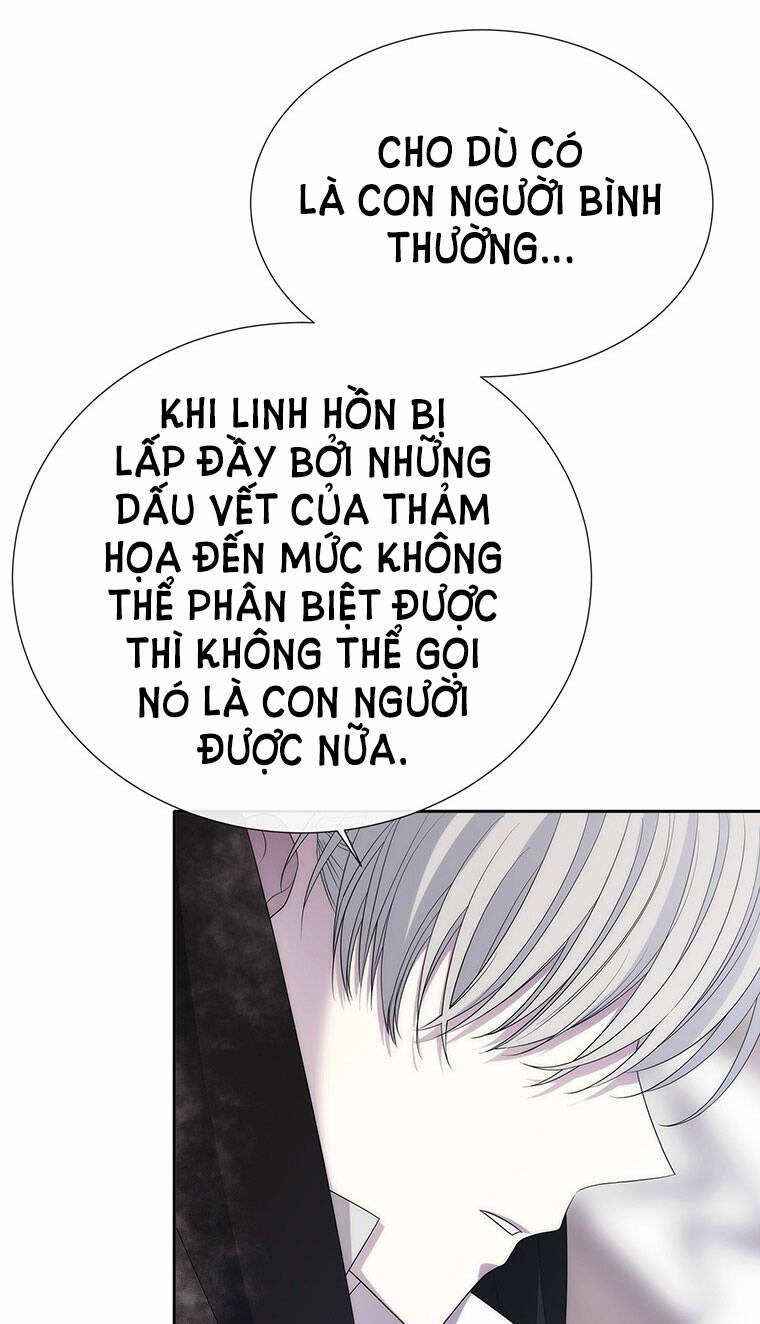 CHO DÙ CÓ
LÀ CON NGƯỜI BÌNH
THƯỜNG...
KHI LINH HỒN BỊ
LẤP ĐẦY BỞI NHỮNG
DẤU VẾT CỦA THẢM
HỌA ĐẾN MỨC KHÔNG
THỂ PHÂN BIỆT ĐƯỢC
THÌ KHÔNG THỂ GỌI
NÓ LÀ CON NGƯỜI
ĐƯỢC NỮA.